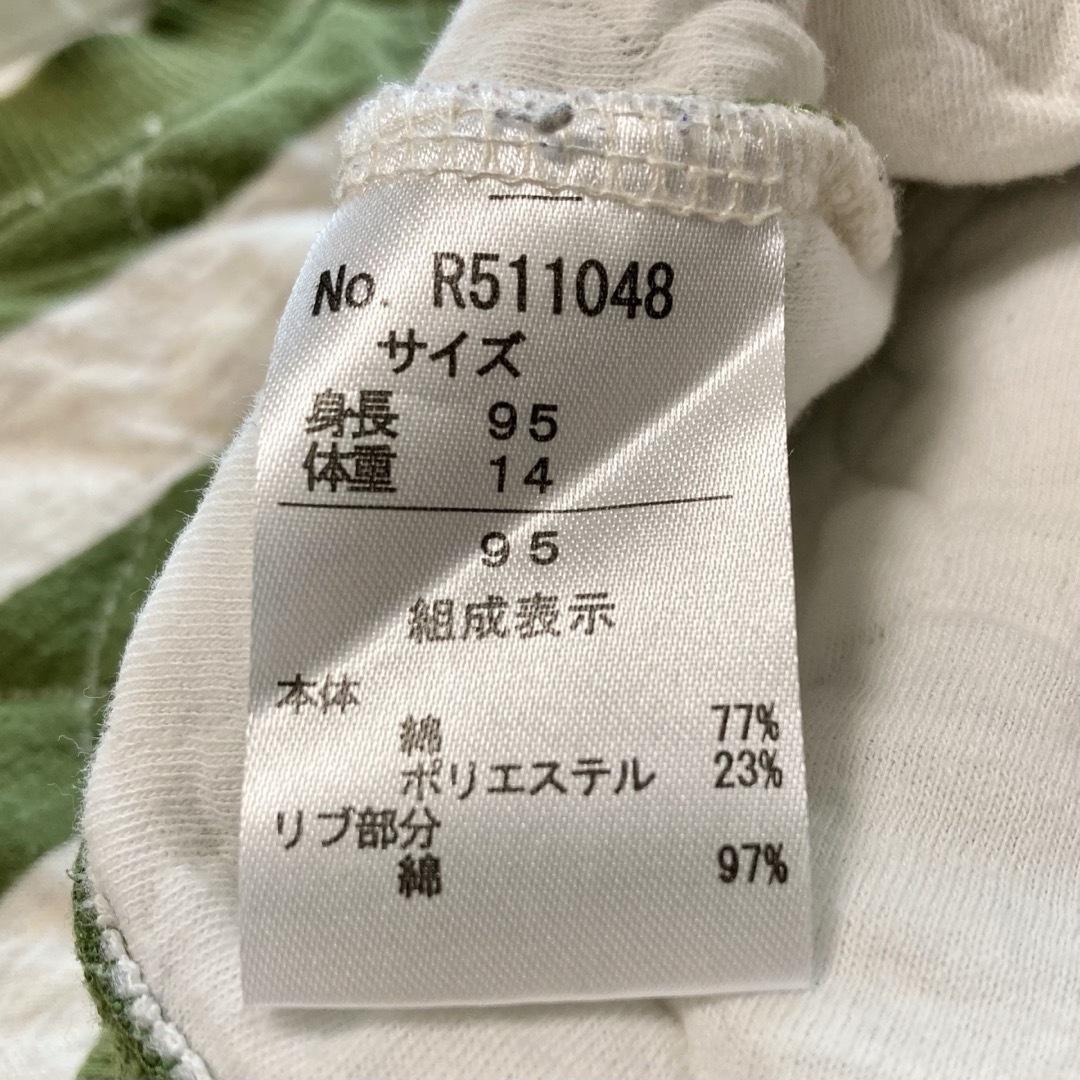 No. R511048
サイズ
身長 95
体重 14
95
組成表示
本体
綿 77%
ポリエステル 23%
リブ部分
綿 97%